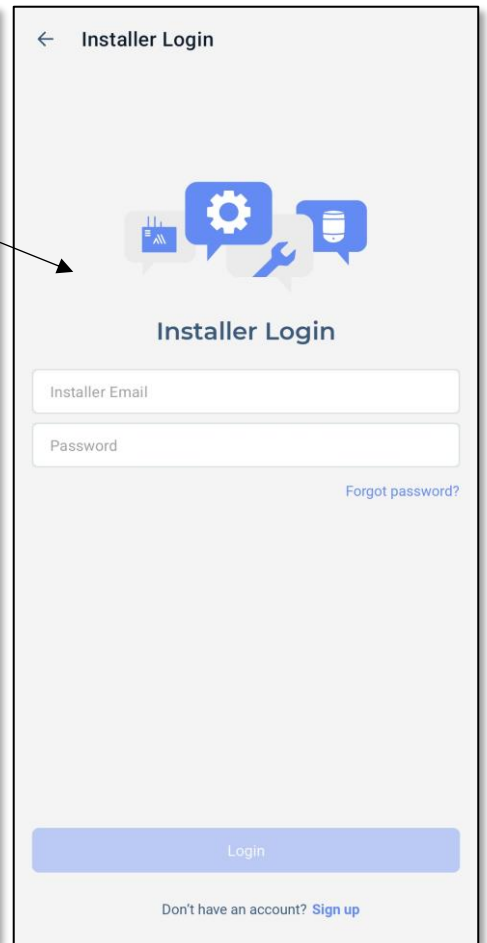 Installer Login
Installer Login
Installer Email
Password
Forgot password?
Login
Don't have an account? Sign up